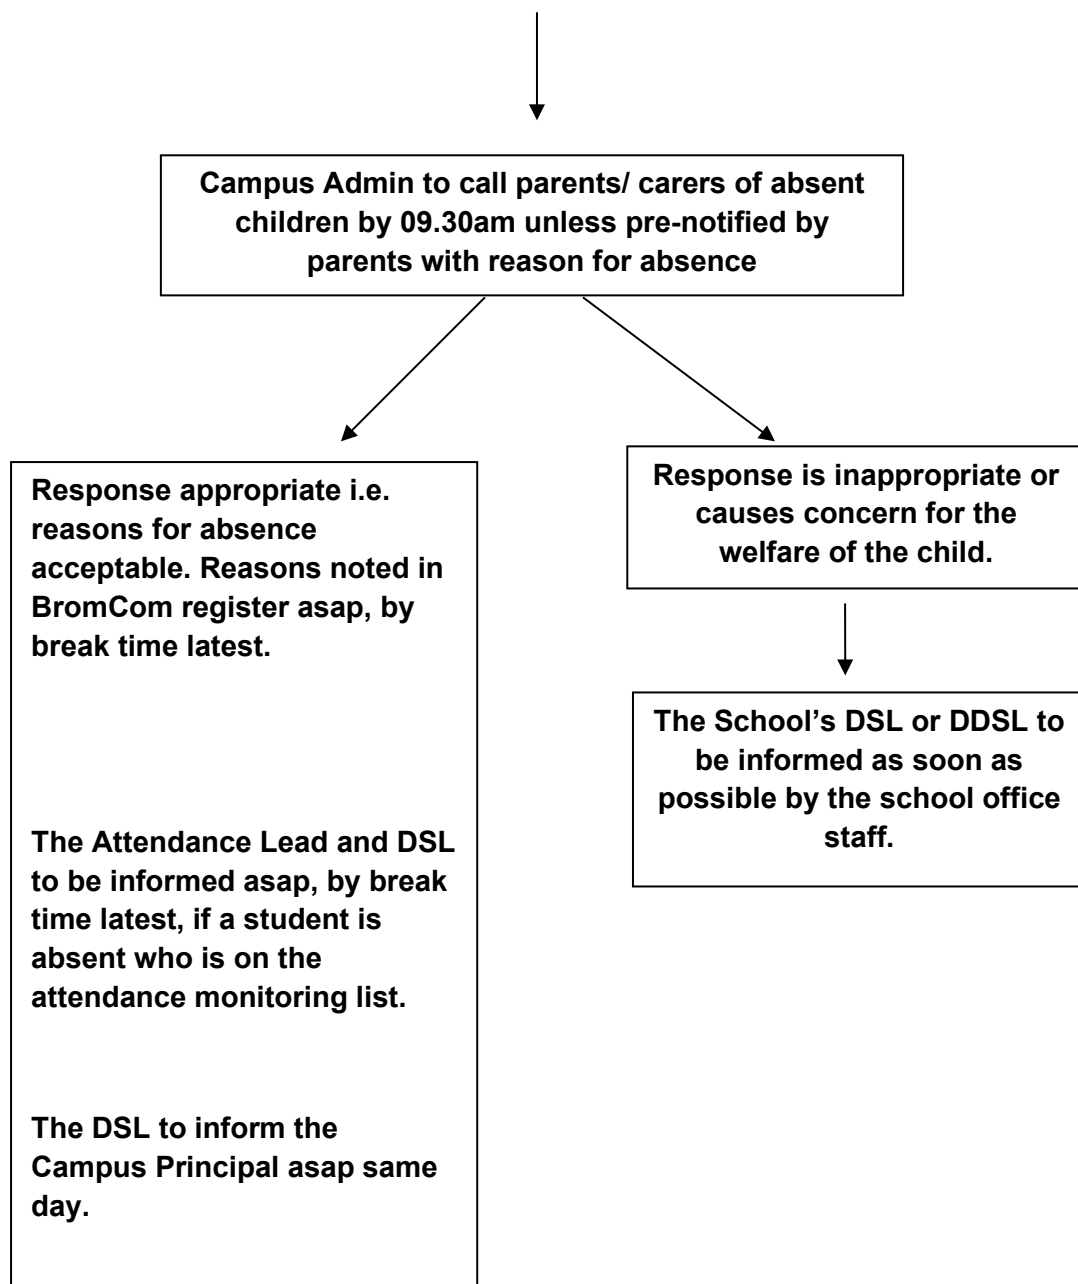 Campus Admin to call parents/ carers of absent
children by 09.30am unless pre-notified by
parents with reason for absence
Response appropriate i.e.
reasons for absence
acceptable. Reasons noted in
BromCom register asap, by
break time latest.
The Attendance Lead and DSL
to be informed asap, by break
time latest, if a student is
absent who is on the
attendance monitoring list.
The DSL to inform the
Campus Principal asap same
day.
Response is inappropriate or
causes concern for the
welfare of the child.
The School’s DSL or DDSL to
be informed as soon as
possible by the school office
staff.